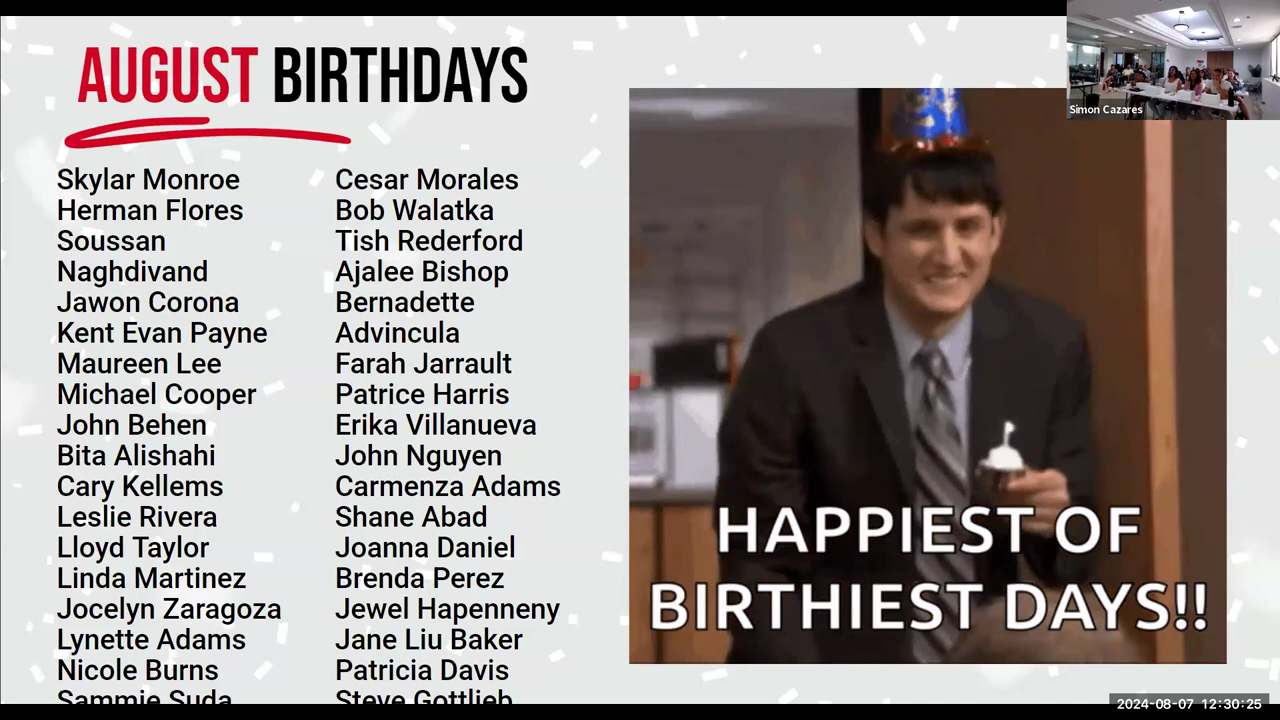 AUGUST BIRTHDAYS
Skylar Monroe
Herman Flores
Soussan
Naghdivand
Jawon Corona
Kent Evan Payne
Maureen Lee
Michael Cooper
John Behen
Bita Alishahi
Cary Kellems
Leslie Rivera
Lloyd Taylor
Linda Martinez
Jocelyn Zaragoza
Lynette Adams
Nicole Burns
Sammie Suda
Cesar Morales
Bob Walatka
Tish Rederford
Ajalee Bishop
Bernadette
Advincula
Farah Jarrault
Patrice Harris
Erika Villanueva
John Nguyen
Carmenza Adams
Shane Abad
Joanna Daniel
Brenda Perez
Jewel Hapenneny
Jane Liu Baker
Patricia Davis
Steve Gottlieb
HAPPIEST OF
BIRTHIEST DAYS!!
Simon Cazares
2024-08-07 12:30:25